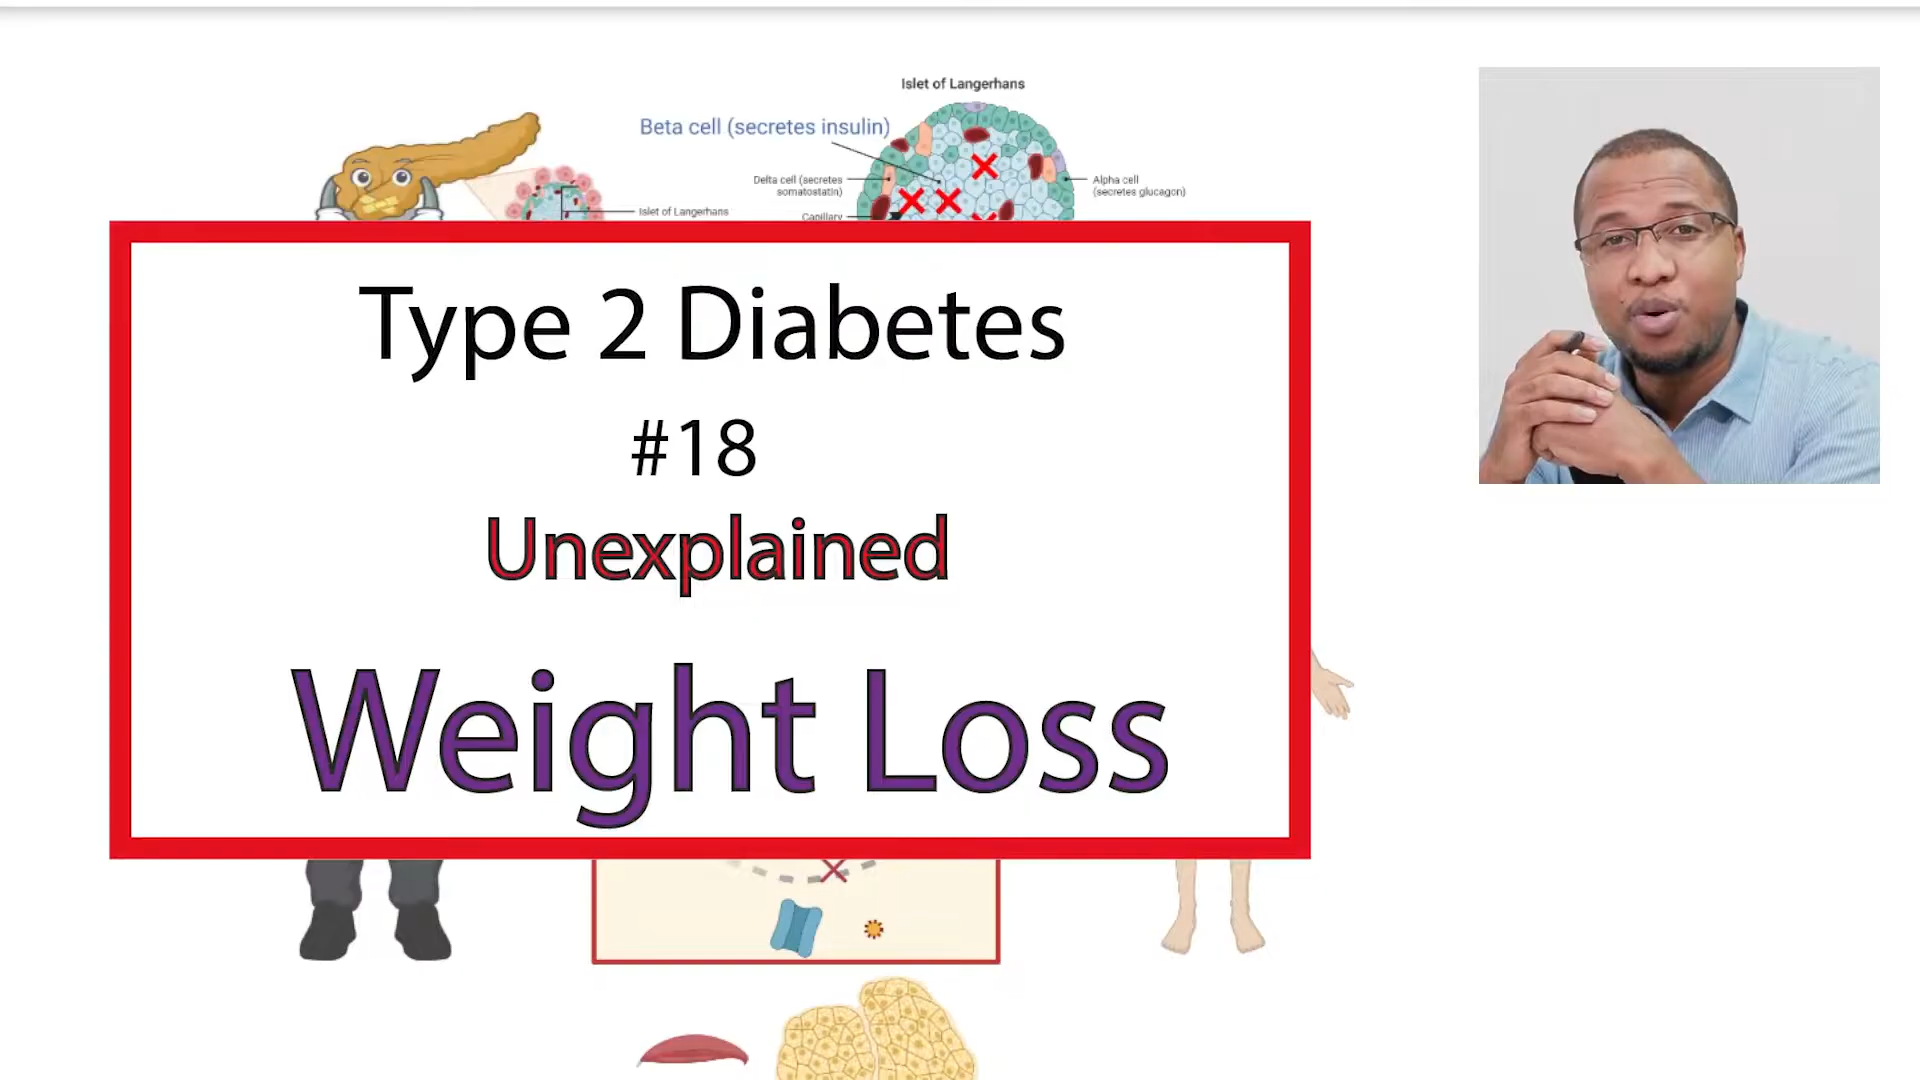 Islet of Langerhans
Beta cell (secretes insulin)
Delta cell (secretes
somatostatin)
Alpha cell
(secretes glucagon)
Islet of Langerhans
Capillary
Type 2 Diabetes
#18
Unexplained
Weight Loss